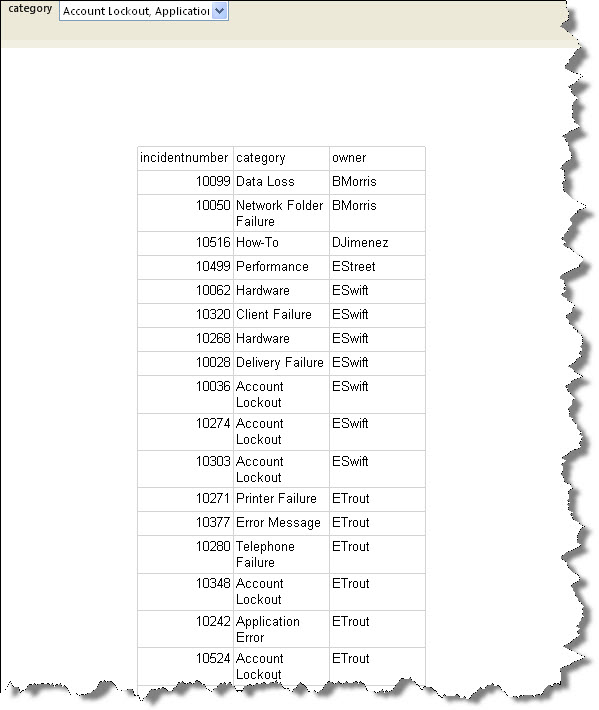 category Account Lockout, Application
incidentnumber category owner
10099 Data Loss BMorris
10050 Network Folder BMorris
Failure
10516 How-To DJimenez
10499 Performance EStreet
10062 Hardware ESwift
10320 Client Failure ESwift
10268 Hardware ESwift
10028 Delivery Failure ESwift
10036 Account ESwift
Lockout
10274 Account ESwift
Lockout
10303 Account ESwift
Lockout
10271 Printer Failure ETrout
10377 Error Message ETrout
10280 Telephone ETrout
Failure
10348 Account ETrout
Lockout
10242 Application ETrout
Error
10524 Account ETrout
Lockout